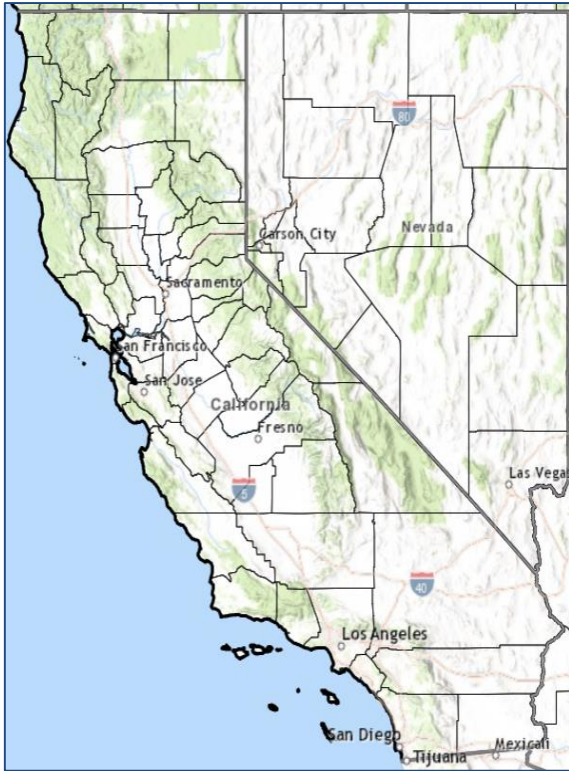 80
Carson City
Nevada
Sacramento
San Francisco
San Jose
California
Fresno
Las Vegas
5
40
Los Angeles
San Diego
Tijuana
Mexicali